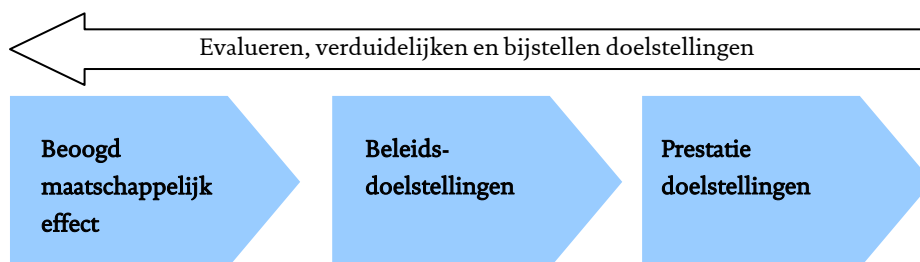 Evalueren, verduidelijken en bijstellen doelstellingen
Beoogd
maatschappelijk
effect
Beleids-
doelstellingen
Prestatie
doelstellingen